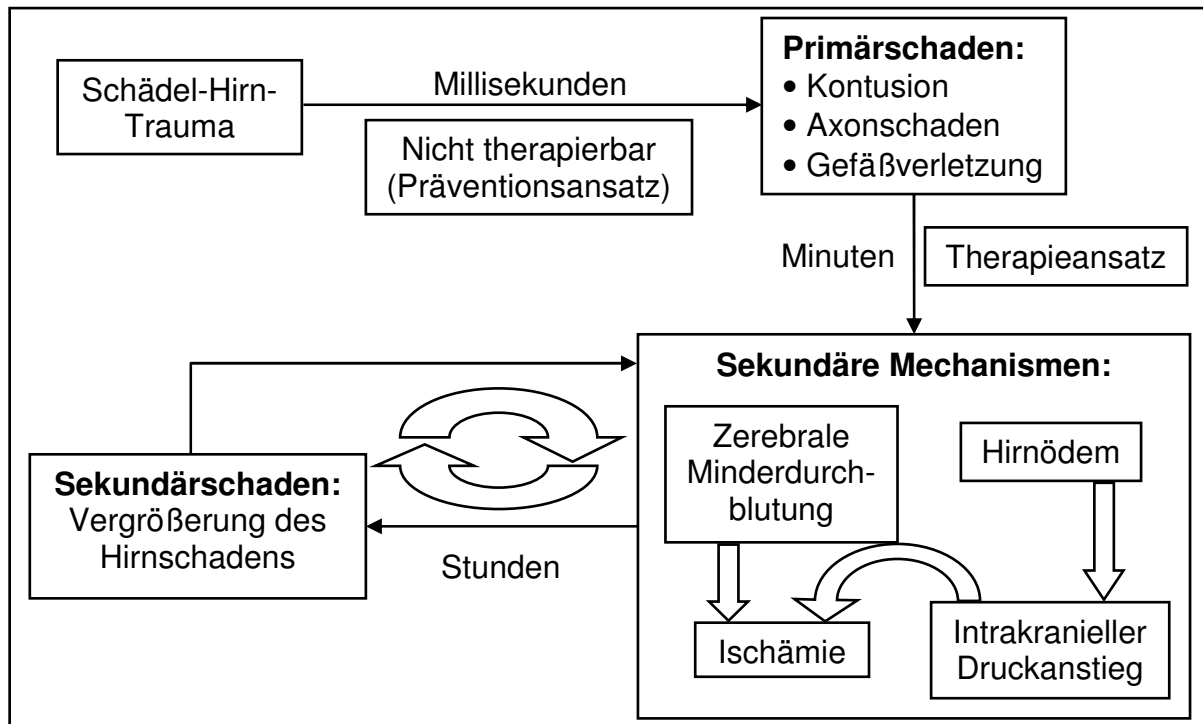 Schädel-Hirn-
Trauma
Millisekunden
Nicht therapierbar
(Präventionsansatz)
Primärschaden:
• Kontusion
• Axonschaden
• Gefäßverletzung
Minuten
Therapieansatz
Sekundäre Mechanismen:
Zerebrale
Minderdurch-
blutung
Hirnödem
Ischämie
Intrakranieller
Druckanstieg
Stunden
Sekundärschaden:
Vergrößerung des
Hirnschadens